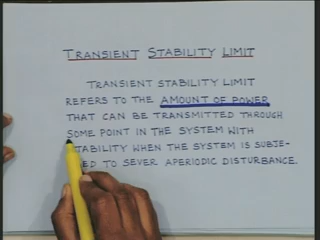 TRANSIENT STABILITY LIMIT
TRANSIENT STABILITY LIMIT
REFERS TO THE AMOUNT OF POWER
THAT CAN BE TRANSMITTED THROUGH
SOME POINT IN THE SYSTEM WITH
STABILITY WHEN THE SYSTEM IS SUBJE-
TO SEVER APERIODIC DISTURBANCE.